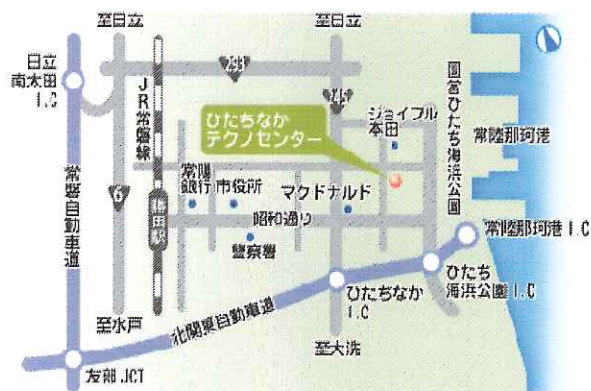 至日立
至日立
日立
南太田
I.C
JR常磐線
293
245
ジョイフル
本田
国営ひたち海浜公園
常陸那珂港
ひたちなか
テクノセンター
常陽
銀行
市役所
マクドナルド
6
勝田駅
昭和通り
警察署
常磐自動車道
常陸那珂港I.C
ひたち
海浜公園I.C
ひたちなか
I.C
至水戸
北関東自動車道
至大洗
友部JCT